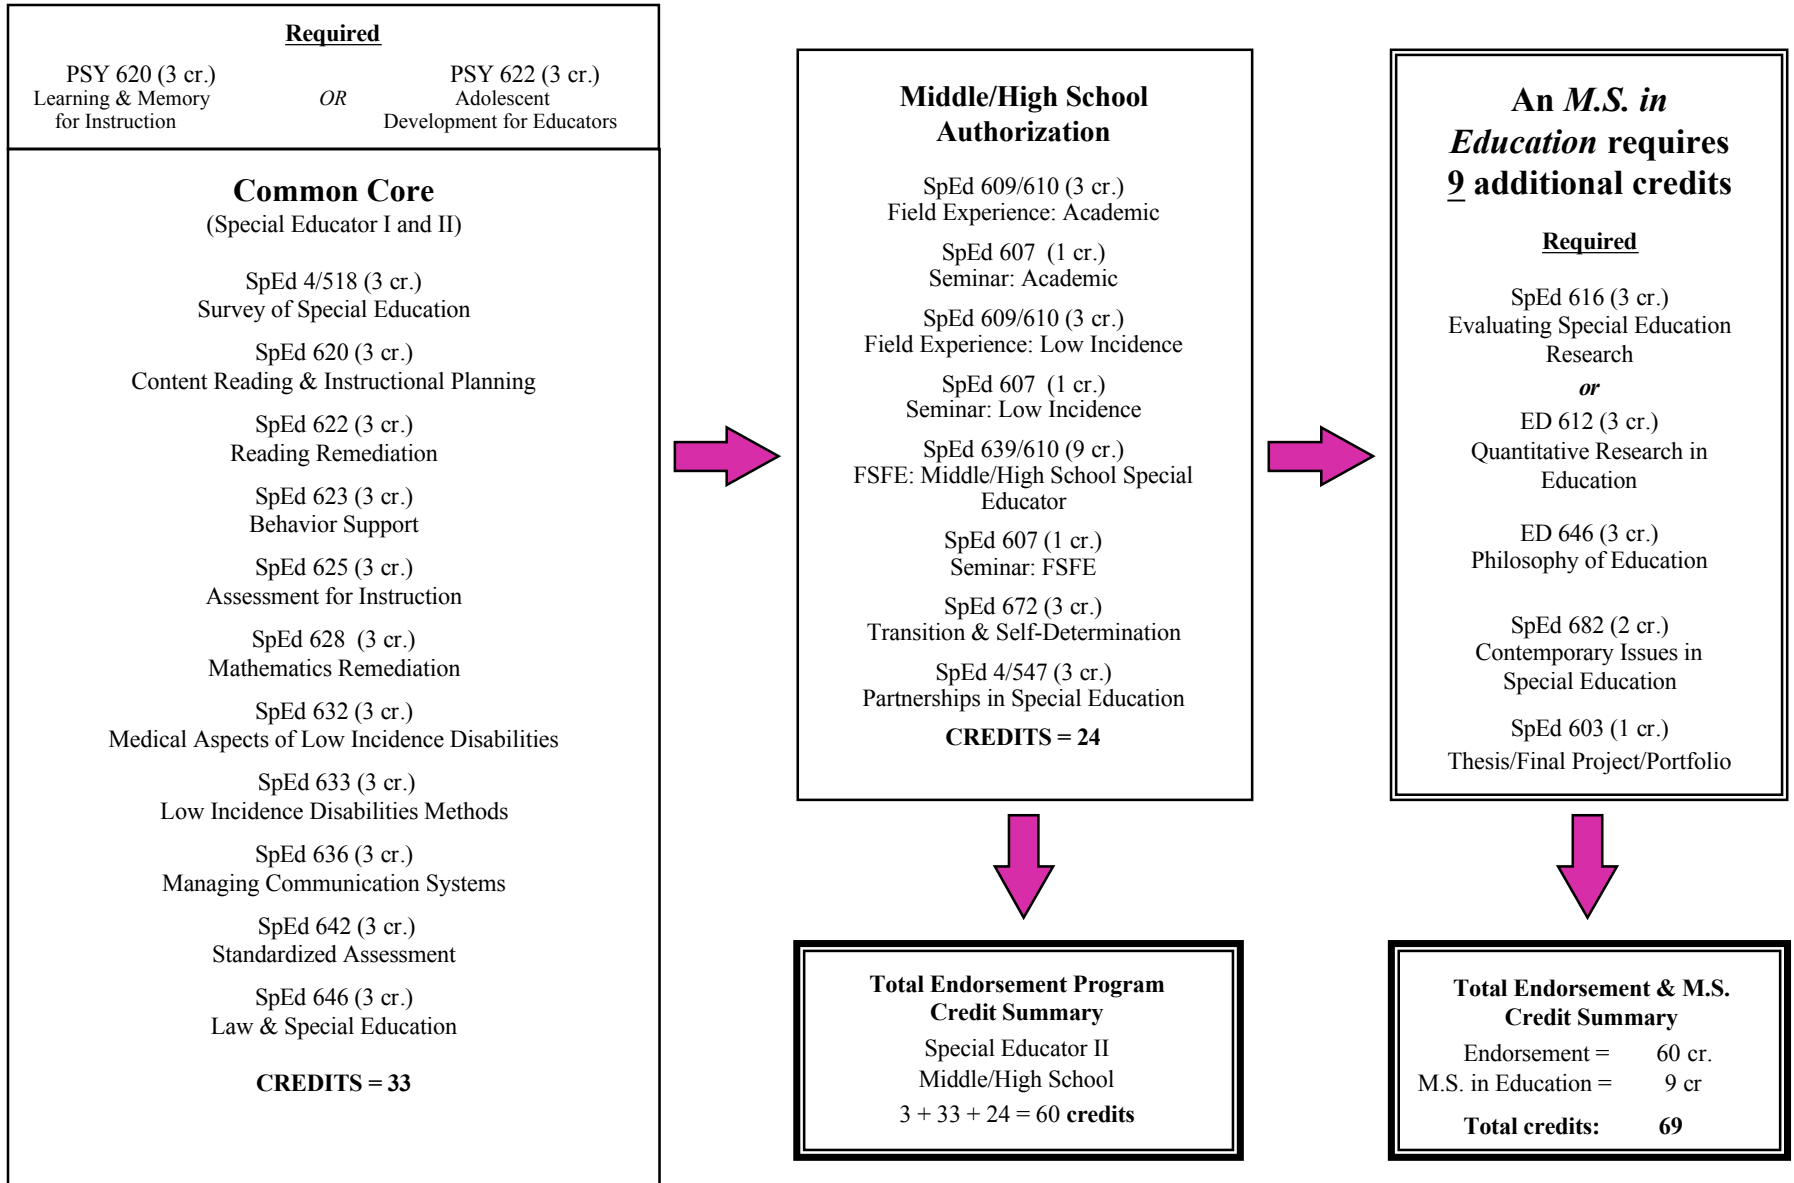 Required
PSY 620 (3 cr.)
Learning & Memory
for Instruction
OR
PSY 622 (3 cr.)
Adolescent
Development for Educators
Common Core
(Special Educator I and II)
SpEd 4/518 (3 cr.)
Survey of Special Education
SpEd 620 (3 cr.)
Content Reading & Instructional Planning
SpEd 622 (3 cr.)
Reading Remediation
SpEd 623 (3 cr.)
Behavior Support
SpEd 625 (3 cr.)
Assessment for Instruction
SpEd 628 (3 cr.)
Mathematics Remediation
SpEd 632 (3 cr.)
Medical Aspects of Low Incidence Disabilities
SpEd 633 (3 cr.)
Low Incidence Disabilities Methods
SpEd 636 (3 cr.)
Managing Communication Systems
SpEd 642 (3 cr.)
Standardized Assessment
SpEd 646 (3 cr.)
Law & Special Education
CREDITS = 33
Middle/High School
Authorization
SpEd 609/610 (3 cr.)
Field Experience: Academic
SpEd 607 (1 cr.)
Seminar: Academic
SpEd 609/610 (3 cr.)
Field Experience: Low Incidence
SpEd 607 (1 cr.)
Seminar: Low Incidence
SpEd 639/610 (9 cr.)
FSFE: Middle/High School Special
Educator
SpEd 607 (1 cr.)
Seminar: FSFE
SpEd 672 (3 cr.)
Transition & Self-Determination
SpEd 4/547 (3 cr.)
Partnerships in Special Education
CREDITS = 24
Total Endorsement Program
Credit Summary
Special Educator II
Middle/High School
3 + 33 + 24 = 60 credits
An M.S. in
Education requires
9 additional credits
Required
SpEd 616 (3 cr.)
Evaluating Special Education
Research
or
ED 612 (3 cr.)
Quantitative Research in
Education
ED 646 (3 cr.)
Philosophy of Education
SpEd 682 (2 cr.)
Contemporary Issues in
Special Education
SpEd 603 (1 cr.)
Thesis/Final Project/Portfolio
Total Endorsement & M.S.
Credit Summary
Endorsement = 60 cr.
M.S. in Education = 9 cr
Total credits: 69